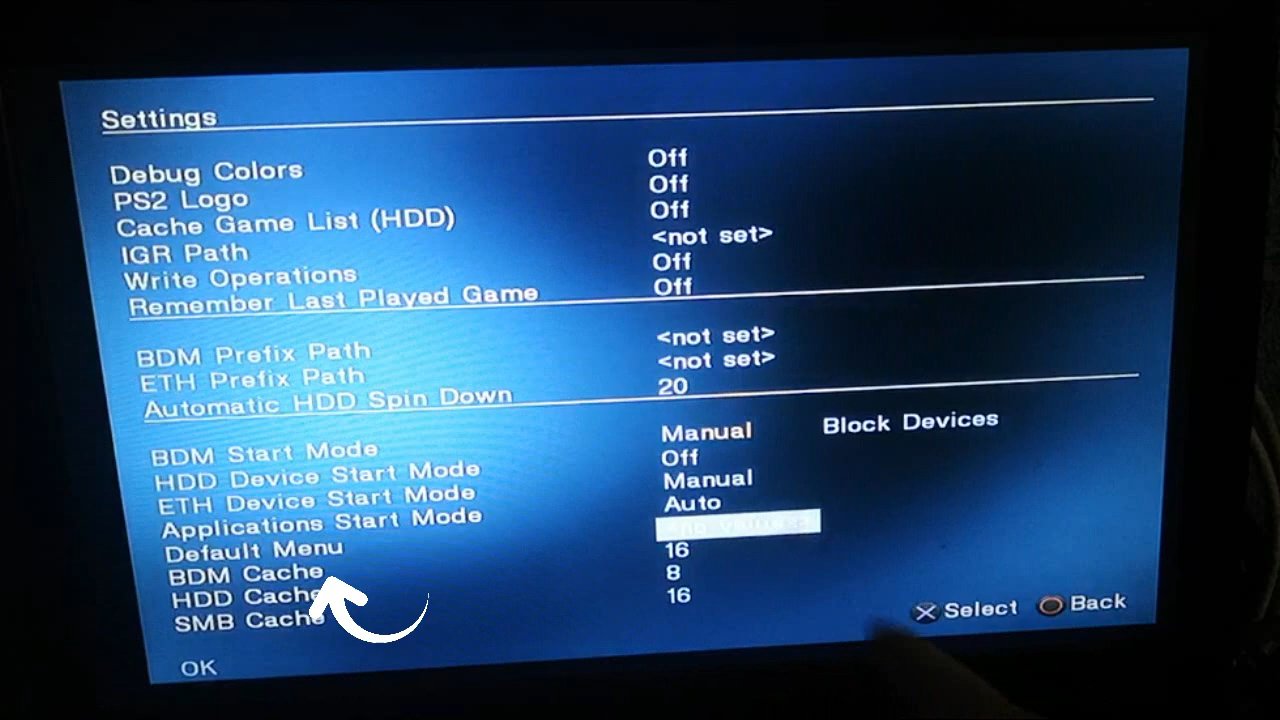 Settings
Debug Colors Off
PS2 Logo Off
Cache Game List (HDD) Off
IGR Path <not set>
Write Operations Off
Remember Last Played Game Off
BDM Prefix Path <not set>
ETH Prefix Path <not set>
Automatic HDD Spin Down 20
BDM Start Mode Manual Block Devices
HDD Device Start Mode Off
ETH Device Start Mode Manual
Applications Start Mode Auto
Default Menu
BDM Cache 16
HDD Cache 8
SMB Cache 16
Select Back
OK